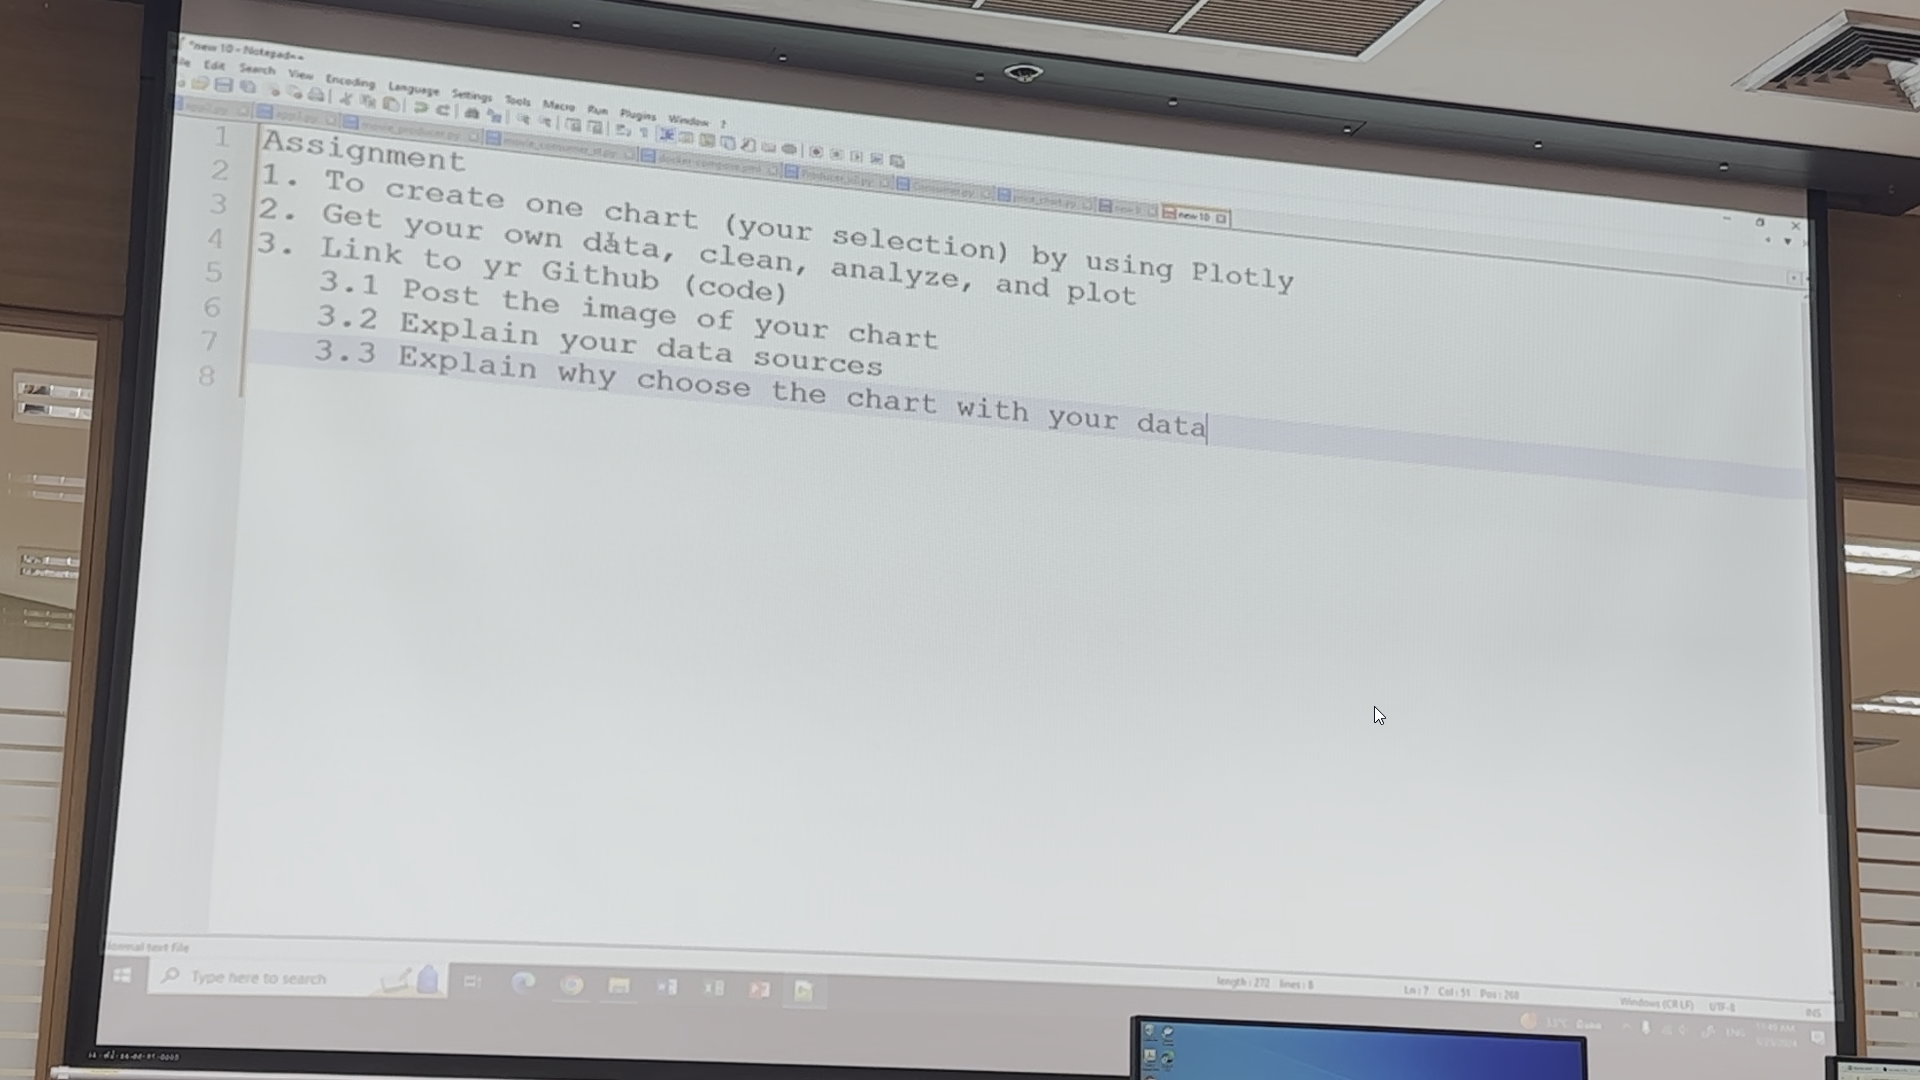 *new 10 - Notepad++
Edit Search View Encoding Language Settings Tools Macro Run Plugins Window ?
new 10
1 Assignment
2 1. To create one chart (your selection) by using Plotly
3 2. Get your own data, clean, analyze, and plot
4 3. Link to yr Github (code)
5 3.1 Post the image of your chart
6 3.2 Explain your data sources
7 3.3 Explain why choose the chart with your data
8
Normal text file
length : 272 lines : 8
Ln : 7 Col : 51 Pos : 268
Windows (CR LF) UTF-8 INS
Type here to search